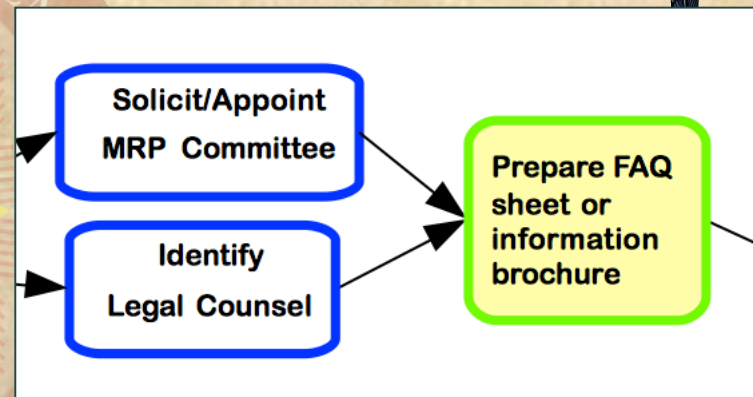 Solicit/Appoint
MRP Committee
Identify
Legal Counsel
Prepare FAQ
sheet or
information
brochure